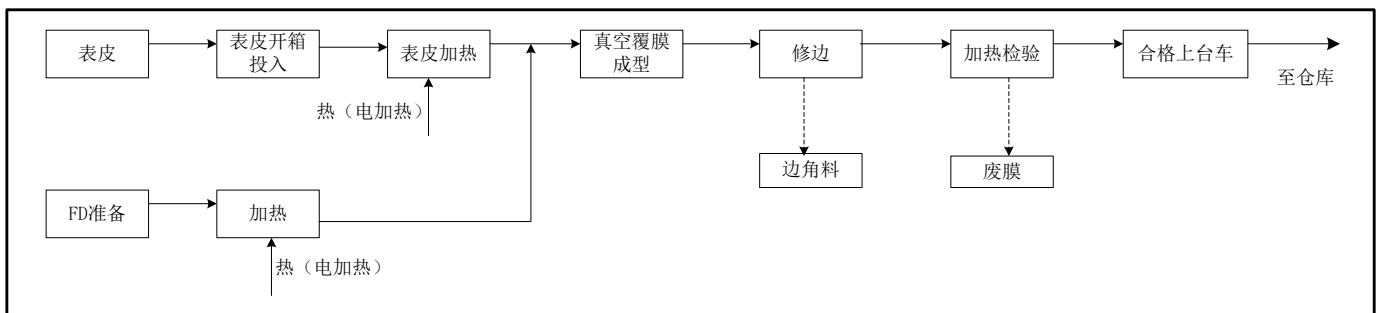 表皮
表皮开箱
投入
表皮加热
真空覆膜
成型
修边
加热检验
合格上台车
至仓库
热（电加热）
边角料
废膜
FD准备
加热
热（电加热）